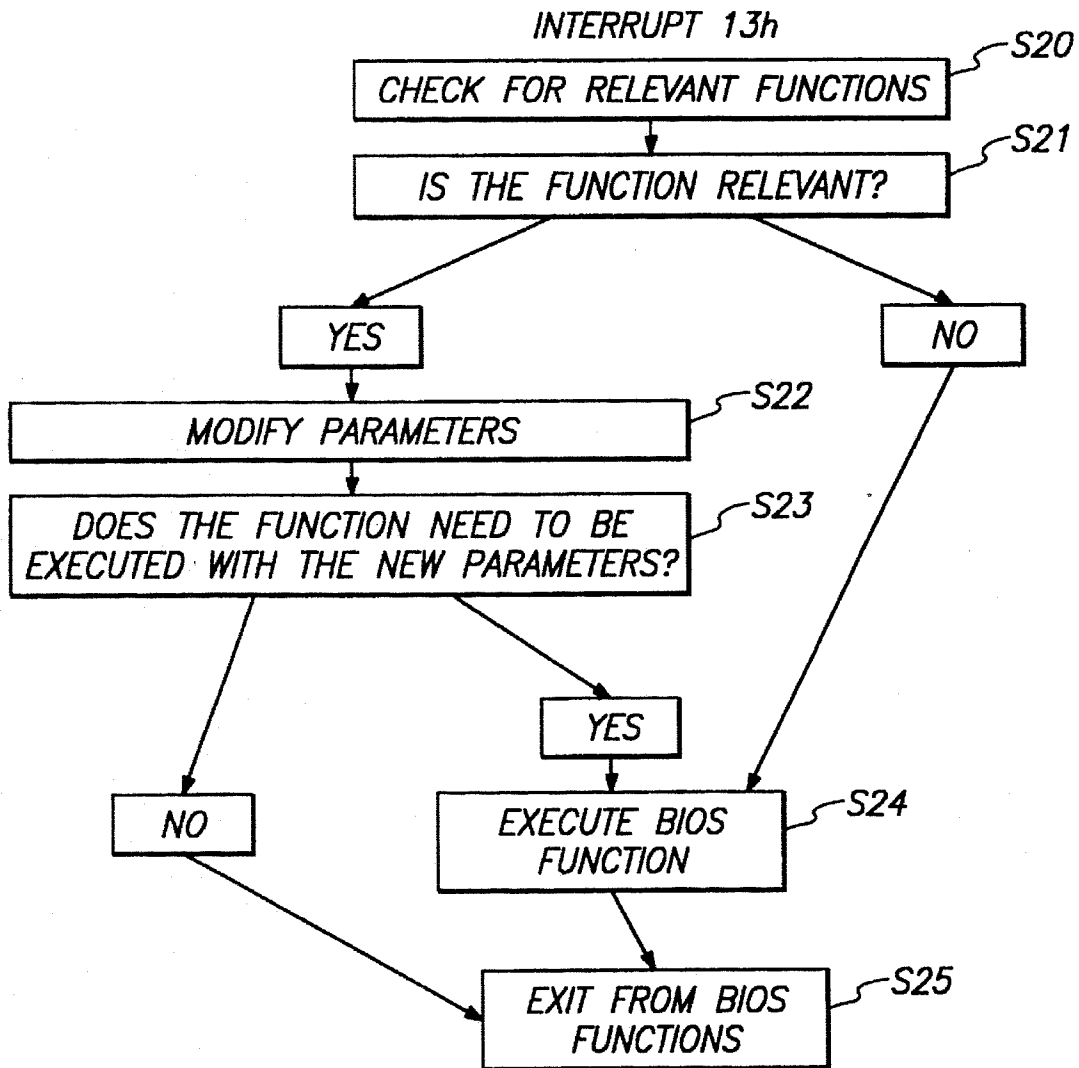 INTERRUPT 13h
S20
CHECK FOR RELEVANT FUNCTIONS
S21
IS THE FUNCTION RELEVANT?
YES
NO
S22
MODIFY PARAMETERS
S23
DOES THE FUNCTION NEED TO BE
EXECUTED WITH THE NEW PARAMETERS?
YES
NO
S24
EXECUTE BIOS
FUNCTION
S25
EXIT FROM BIOS
FUNCTIONS